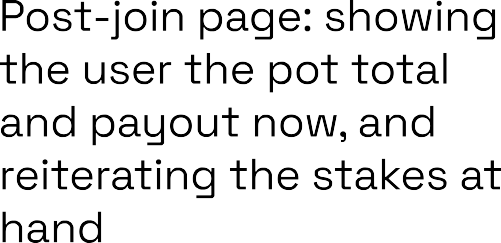 Post-join page: showing
the user the pot total
and payout now, and
reiterating the stakes at
hand